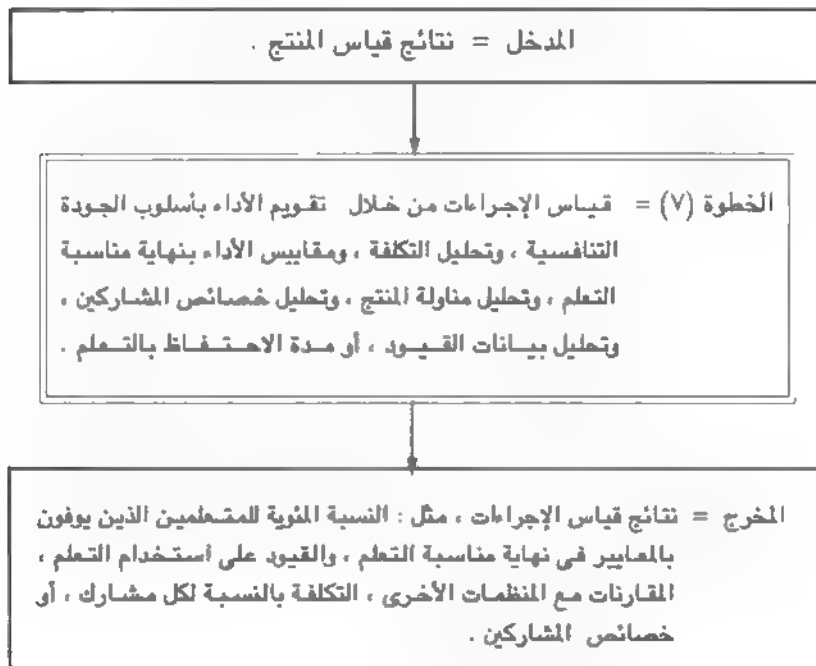 المدخل = نتائج قياس المنتج .
الخطوة (٧) = قياس الإجراءات من خلال تقويم الأداء بأسلوب الجودة
التنافسية ، وتحليل التكلفة ، ومقاييس الأداء بنهاية مناسبة
التعلم ، وتحليل مناولة المنتج ، وتحليل خصائص المشاركين ،
وتحليل بيانات القيود ، أو مدة الاحتفاظ بالتعلم .
المخرج = نتائج قياس الإجراءات ، مثل : النسبة المئوية للمتعلمين الذين يوفون
بالمعايير في نهاية مناسبة التعلم ، والقيود على استخدام التعلم ،
المقارنات مع المنظمات الأخرى ، التكلفة بالنسبة لكل مشارك ، أو
خصائص المشاركين .